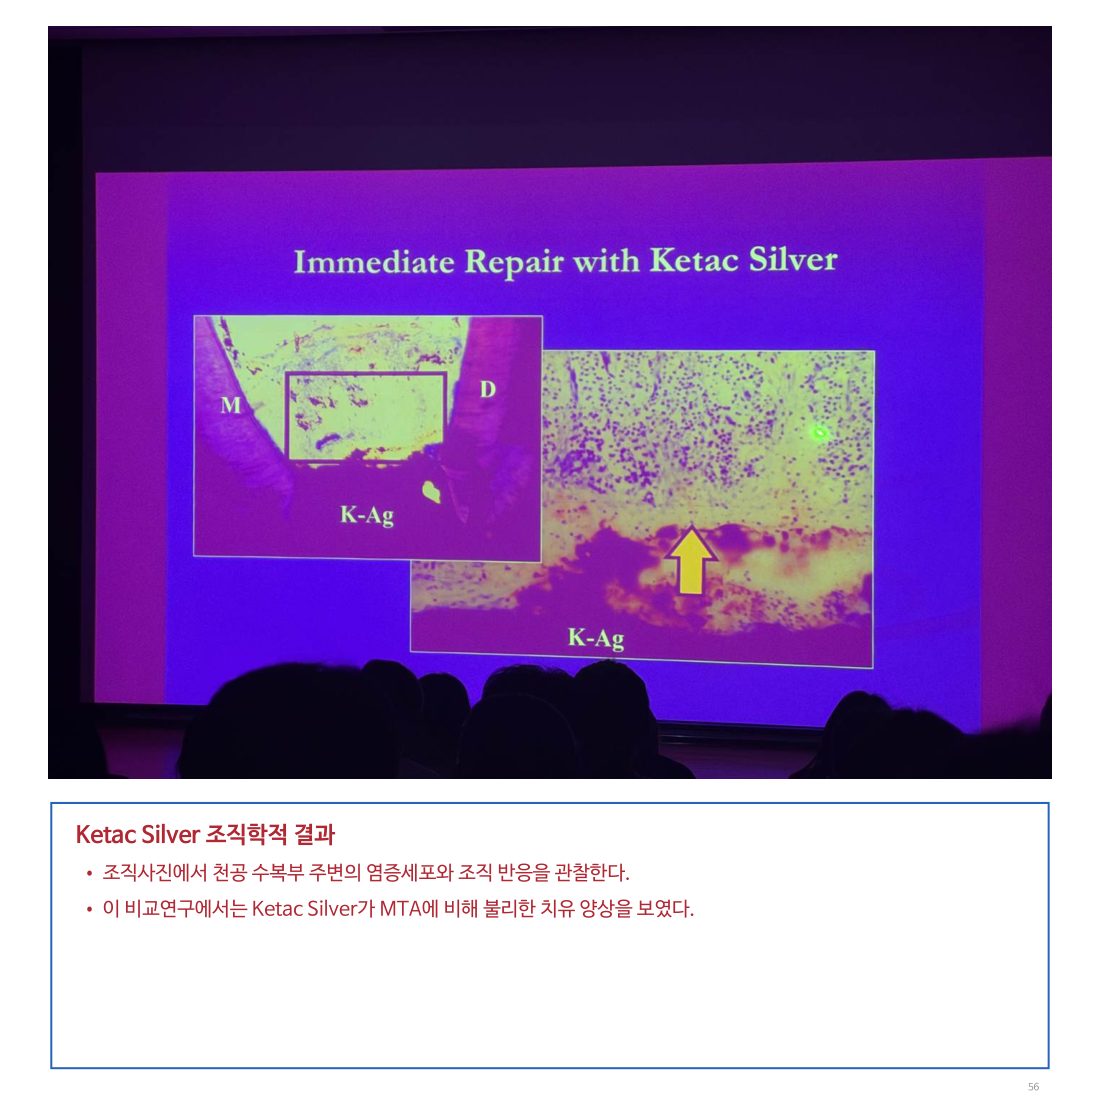 Immediate Repair with Ketac Silver
M
D
K-Ag
K-Ag
Ketac Silver 조직학적 결과
• 조직사진에서 천공 수복부 주변의 염증세포와 조직 반응을 관찰한다.
• 이 비교연구에서는 Ketac Silver가 MTA에 비해 불리한 치유 양상을 보였다.
56